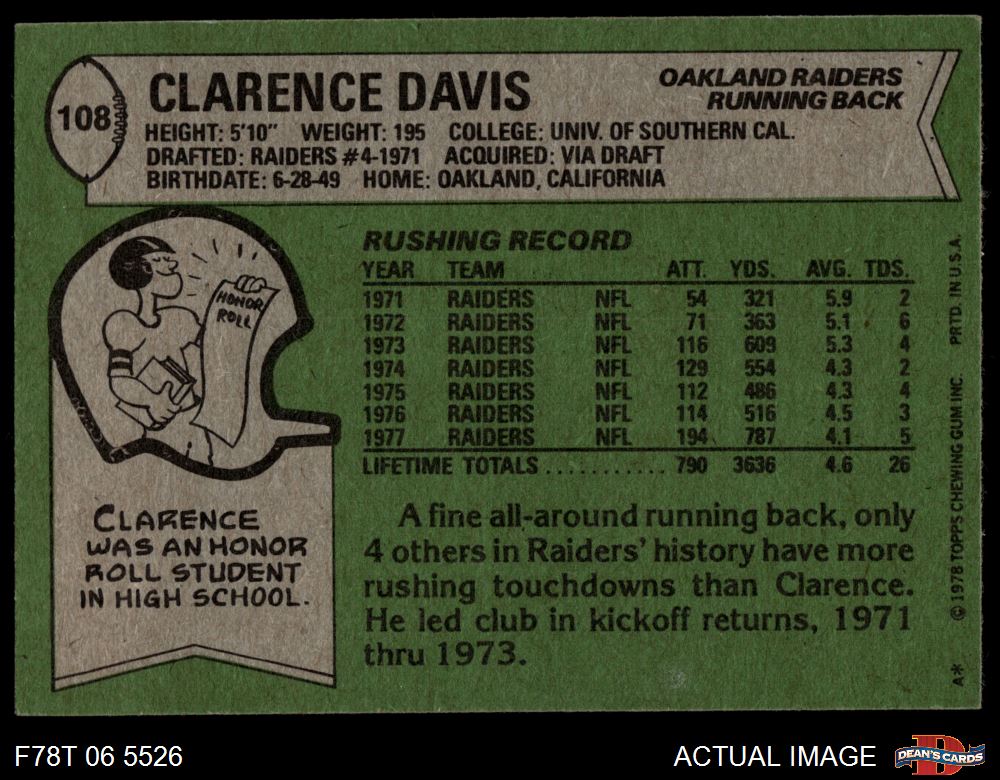 108
CLARENCE DAVIS
OAKLAND RAIDERS
RUNNING BACK
HEIGHT: 5'10" WEIGHT: 195 COLLEGE: UNIV. OF SOUTHERN CAL.
DRAFTED: RAIDERS #4-1971 ACQUIRED: VIA DRAFT
BIRTHDATE: 6-28-49 HOME: OAKLAND, CALIFORNIA
HONOR
ROLL
CLARENCE
WAS AN HONOR
ROLL STUDENT
IN HIGH SCHOOL.
RUSHING RECORD
YEAR TEAM ATT. YDS. AVG. TDS.
1971 RAIDERS NFL 54 321 5.9 2
1972 RAIDERS NFL 71 363 5.1 6
1973 RAIDERS NFL 116 609 5.3 4
1974 RAIDERS NFL 129 554 4.3 2
1975 RAIDERS NFL 112 486 4.3 4
1976 RAIDERS NFL 114 516 4.5 3
1977 RAIDERS NFL 194 787 4.1 5
LIFETIME TOTALS ............ 790 3636 4.6 26
A fine all-around running back, only
4 others in Raiders' history have more
rushing touchdowns than Clarence.
He led club in kickoff returns, 1971
thru 1973.
A* © 1978 TOPPS CHEWING GUM INC. PRTD. IN U.S.A.
F78T 06 5526
ACTUAL IMAGE
D
DEAN'S CARDS